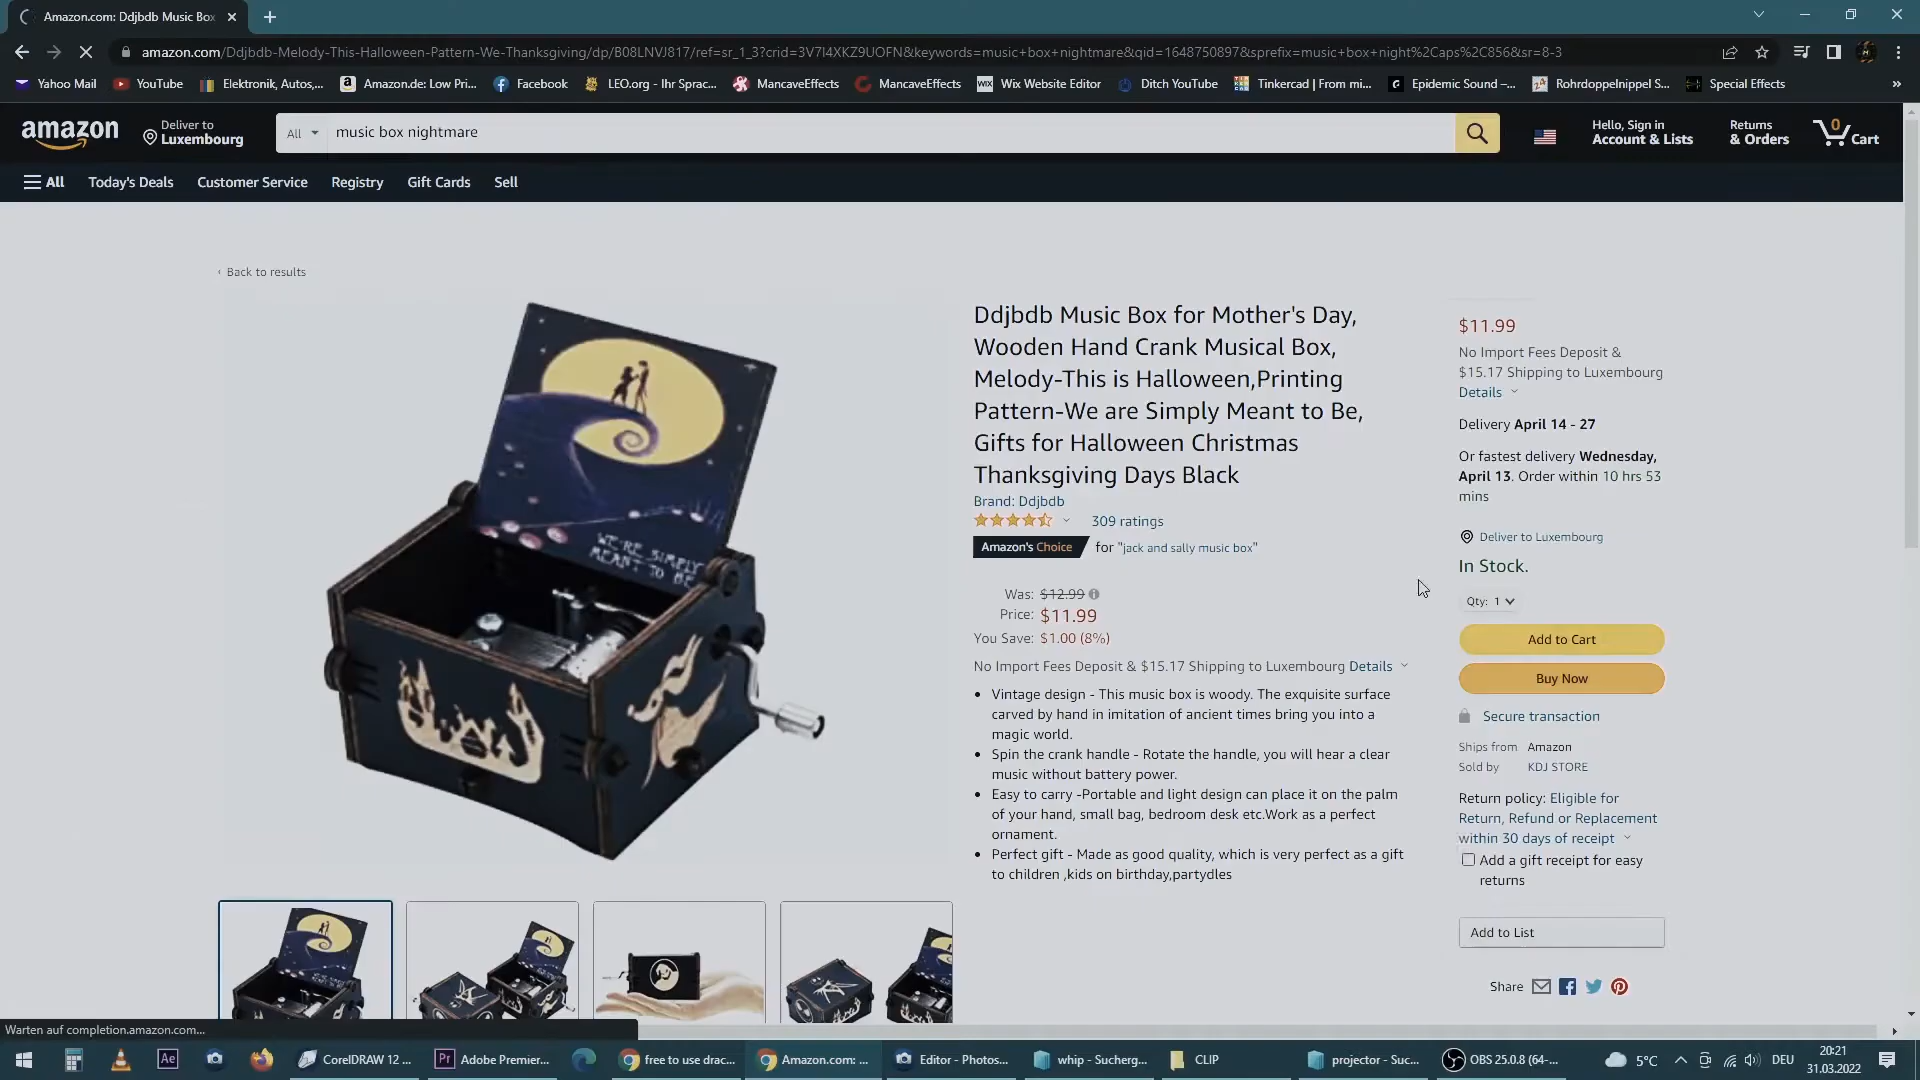 Amazon.com: Ddjbdb Music Box
amazon.com/Ddjbdb-Melody-This-Halloween-Pattern-We-Thanksgiving/dp/B08LNVJ817/ref=sr_1_3?crid=3V7I4XKZ9UOFN&keywords=music+box+nightmare&qid=1648750897&sprefix=music+box+night%2Caps%2C856&sr=8-3
Yahoo Mail YouTube Elektronik, Autos,... Amazon.de: Low Pri... Facebook LEO.org - Ihr Sprac... MancaveEffects MancaveEffects Wix Website Editor Ditch YouTube Tinkercad | From mi... Epidemic Sound –... Rohrdoppelnippel S... Special Effects »
amazon
Deliver to
Luxembourg
All
music box nightmare
Hello, Sign in
Account & Lists
Returns
& Orders
0
Cart
All Today's Deals Customer Service Registry Gift Cards Sell
‹ Back to results
WE'RE SIMPLY
MEANT TO BE
Ddjbdb Music Box for Mother's Day,
Wooden Hand Crank Musical Box,
Melody-This is Halloween,Printing
Pattern-We are Simply Meant to Be,
Gifts for Halloween Christmas
Thanksgiving Days Black
Brand: Ddjbdb
309 ratings
Amazon's Choice for "jack and sally music box"
Was: $12.99
Price: $11.99
You Save: $1.00 (8%)
No Import Fees Deposit & $15.17 Shipping to Luxembourg Details
• Vintage design - This music box is woody. The exquisite surface
carved by hand in imitation of ancient times bring you into a
magic world.
• Spin the crank handle - Rotate the handle, you will hear a clear
music without battery power.
• Easy to carry -Portable and light design can place it on the palm
of your hand, small bag, bedroom desk etc.Work as a perfect
ornament.
• Perfect gift - Made as good quality, which is very perfect as a gift
to children ,kids on birthday,partydles
$11.99
No Import Fees Deposit &
$15.17 Shipping to Luxembourg
Details
Delivery April 14 - 27
Or fastest delivery Wednesday,
April 13. Order within 10 hrs 53
mins
Deliver to Luxembourg
In Stock.
Qty: 1
Add to Cart
Buy Now
Secure transaction
Ships from Amazon
Sold by KDJ STORE
Return policy: Eligible for
Return, Refund or Replacement
within 30 days of receipt
Add a gift receipt for easy
returns
Add to List
Share
Warten auf completion.amazon.com...
Ae CorelDRAW 12 ... Pr Adobe Premier... free to use drac... Amazon.com: ... Editor - Photos... whip - Sucherg... CLIP projector - Suc... OBS 25.0.8 (64-... 5°C DEU
20:21
31.03.2022